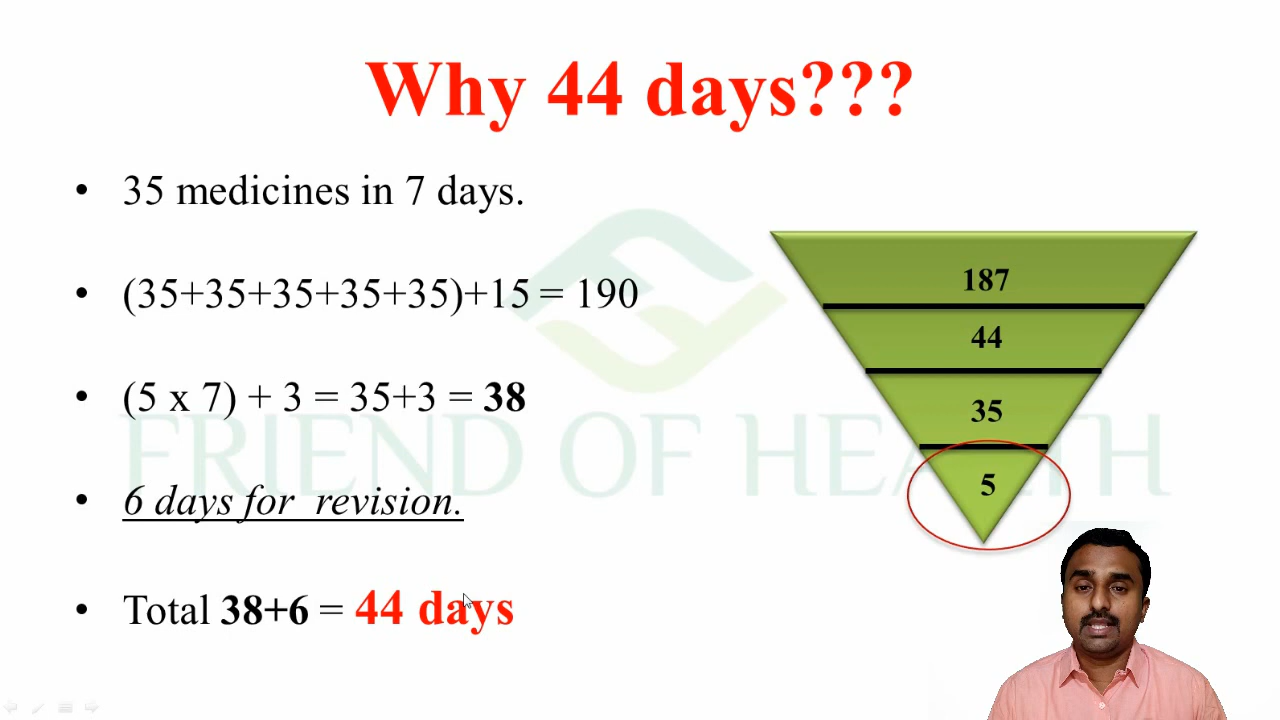 Why 44 days???
• 35 medicines in 7 days.
• (35+35+35+35+35)+15 = 190
• (5 x 7) + 3 = 35+3 = 38
• 6 days for revision.
• Total 38+6 = 44 days
187
44
35
5
FRIEND OF HEALTH